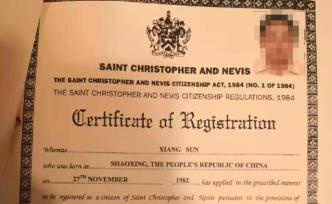 SAINT CHRISTOPHER AND NEVIS
THE SAINT CHRISTOPHER AND NEVIS CITIZENSHIP ACT, 1984 (NO. 1 OF 1984)
THE SAINT CHRISTOPHER AND NEVIS CITIZENSHIP REGULATIONS, 1984
Certificate of Registration
Whereas XIANG SUN
who was born at SHAOXING, THE PEOPLE'S REPUBLIC OF CHINA
on 27TH NOVEMBER 1982 has applied in the prescribed manner
to be registered as a citizen of Saint Christopher and Nevis pursuant to the provisions of